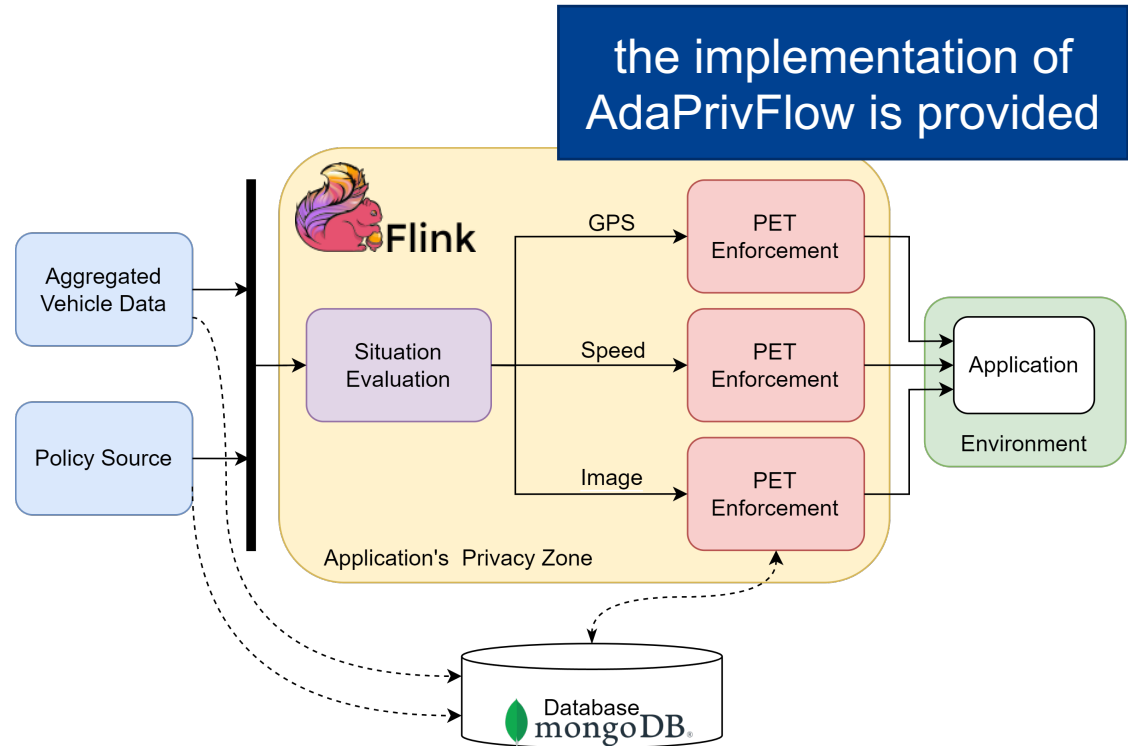 the implementation of
AdaPrivFlow is provided
Flink
GPS
PET
Enforcement
Aggregated
Vehicle Data
Situation
Evaluation
Speed
PET
Enforcement
Application
Environment
Policy Source
Image
PET
Enforcement
Application's Privacy Zone
Database
mongoDB®